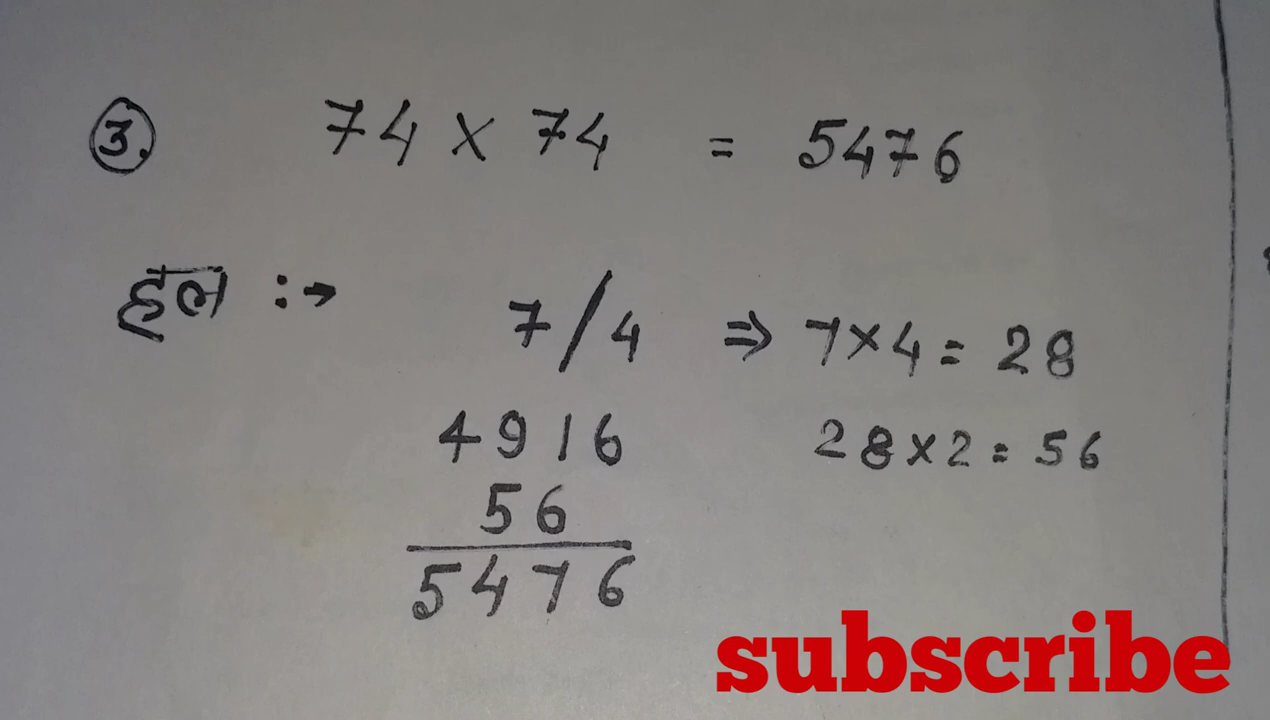 3. 74 × 74 = 5476
हल :→ 7/4 ⇒ 7×4 = 28
4916 28×2 = 56
56
5476
subscribe